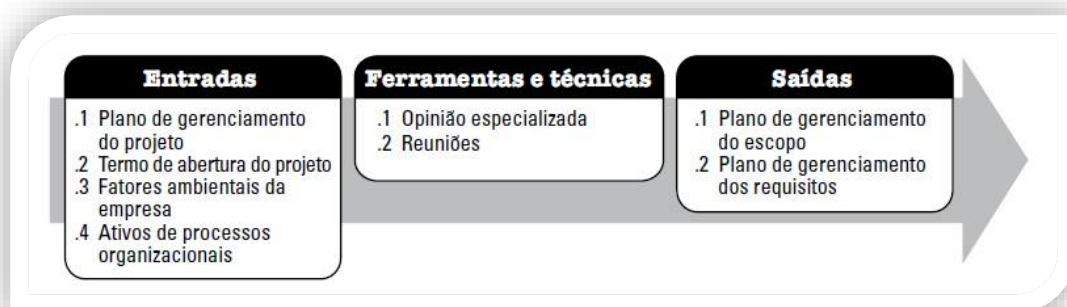 Entradas
.1 Plano de gerenciamento
do projeto
.2 Termo de abertura do projeto
.3 Fatores ambientais da
empresa
.4 Ativos de processos
organizacionais
Ferramentas e técnicas
.1 Opinião especializada
.2 Reuniões
Saídas
.1 Plano de gerenciamento
do escopo
.2 Plano de gerenciamento
dos requisitos